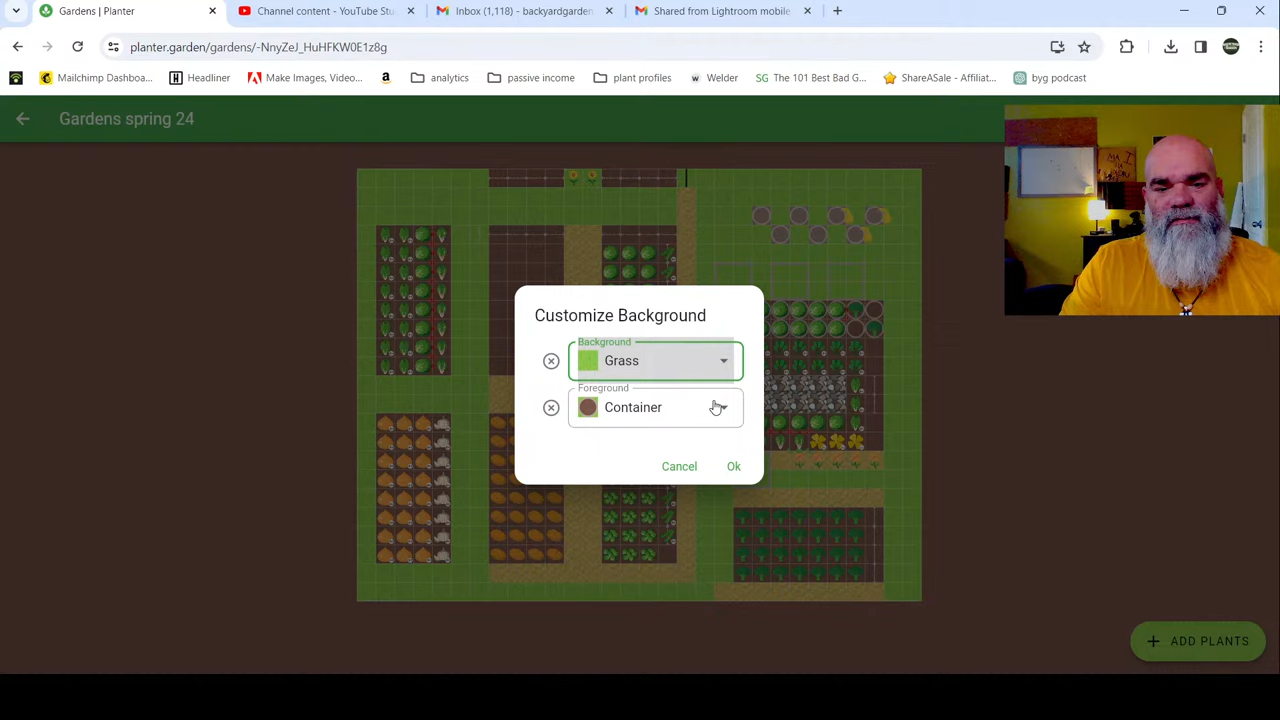 Gardens | Planter
Channel content - YouTube Stu
Inbox (1,118) - backyardgarden
Shared from Lightroom mobile
planter.garden/gardens/-NnyZeJ_HuHFKW0E1z8g
Mailchimp Dashboa...
Headliner
Make Images, Video...
analytics
passive income
plant profiles
Welder
SG The 101 Best Bad G...
ShareASale - Affiliat...
byg podcast
Gardens spring 24
Customize Background
Background
Grass
Foreground
Container
Cancel
Ok
ADD PLANTS